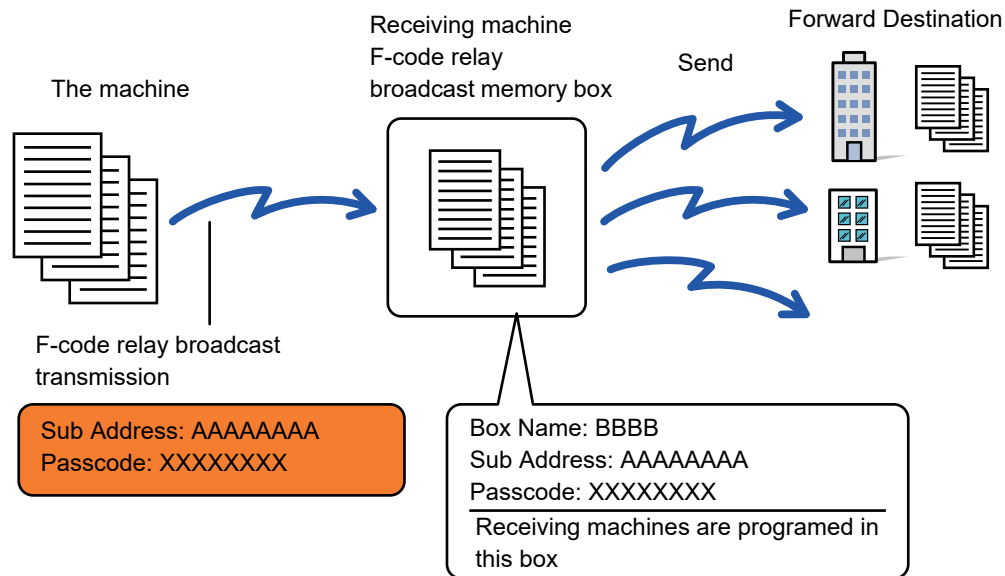 The machine
Receiving machine
F-code relay
broadcast memory box
Send
Forward Destination
F-code relay broadcast
transmission
Sub Address: AAAAAAAA
Passcode: XXXXXXXX
Box Name: BBBB
Sub Address: AAAAAAAA
Passcode: XXXXXXXX
Receiving machines are programed in
this box